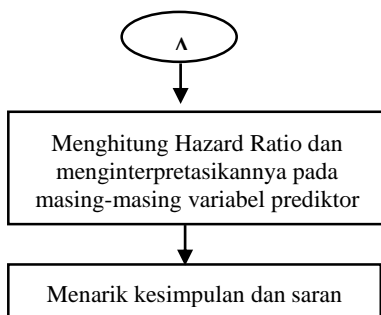 Menghitung Hazard Ratio dan
menginterpretasikannya pada
masing-masing variabel prediktor
Menarik kesimpulan dan saran